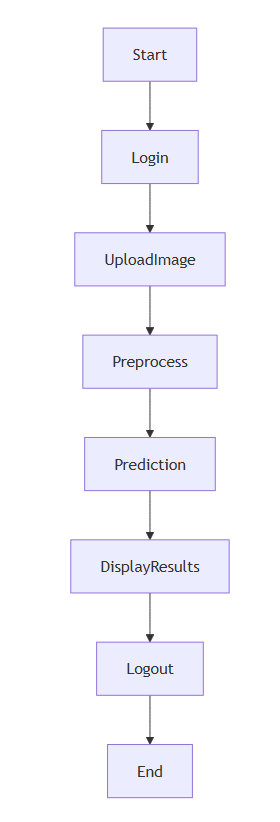 Start
Login
UploadImage
Preprocess
Prediction
DisplayResults
Logout
End